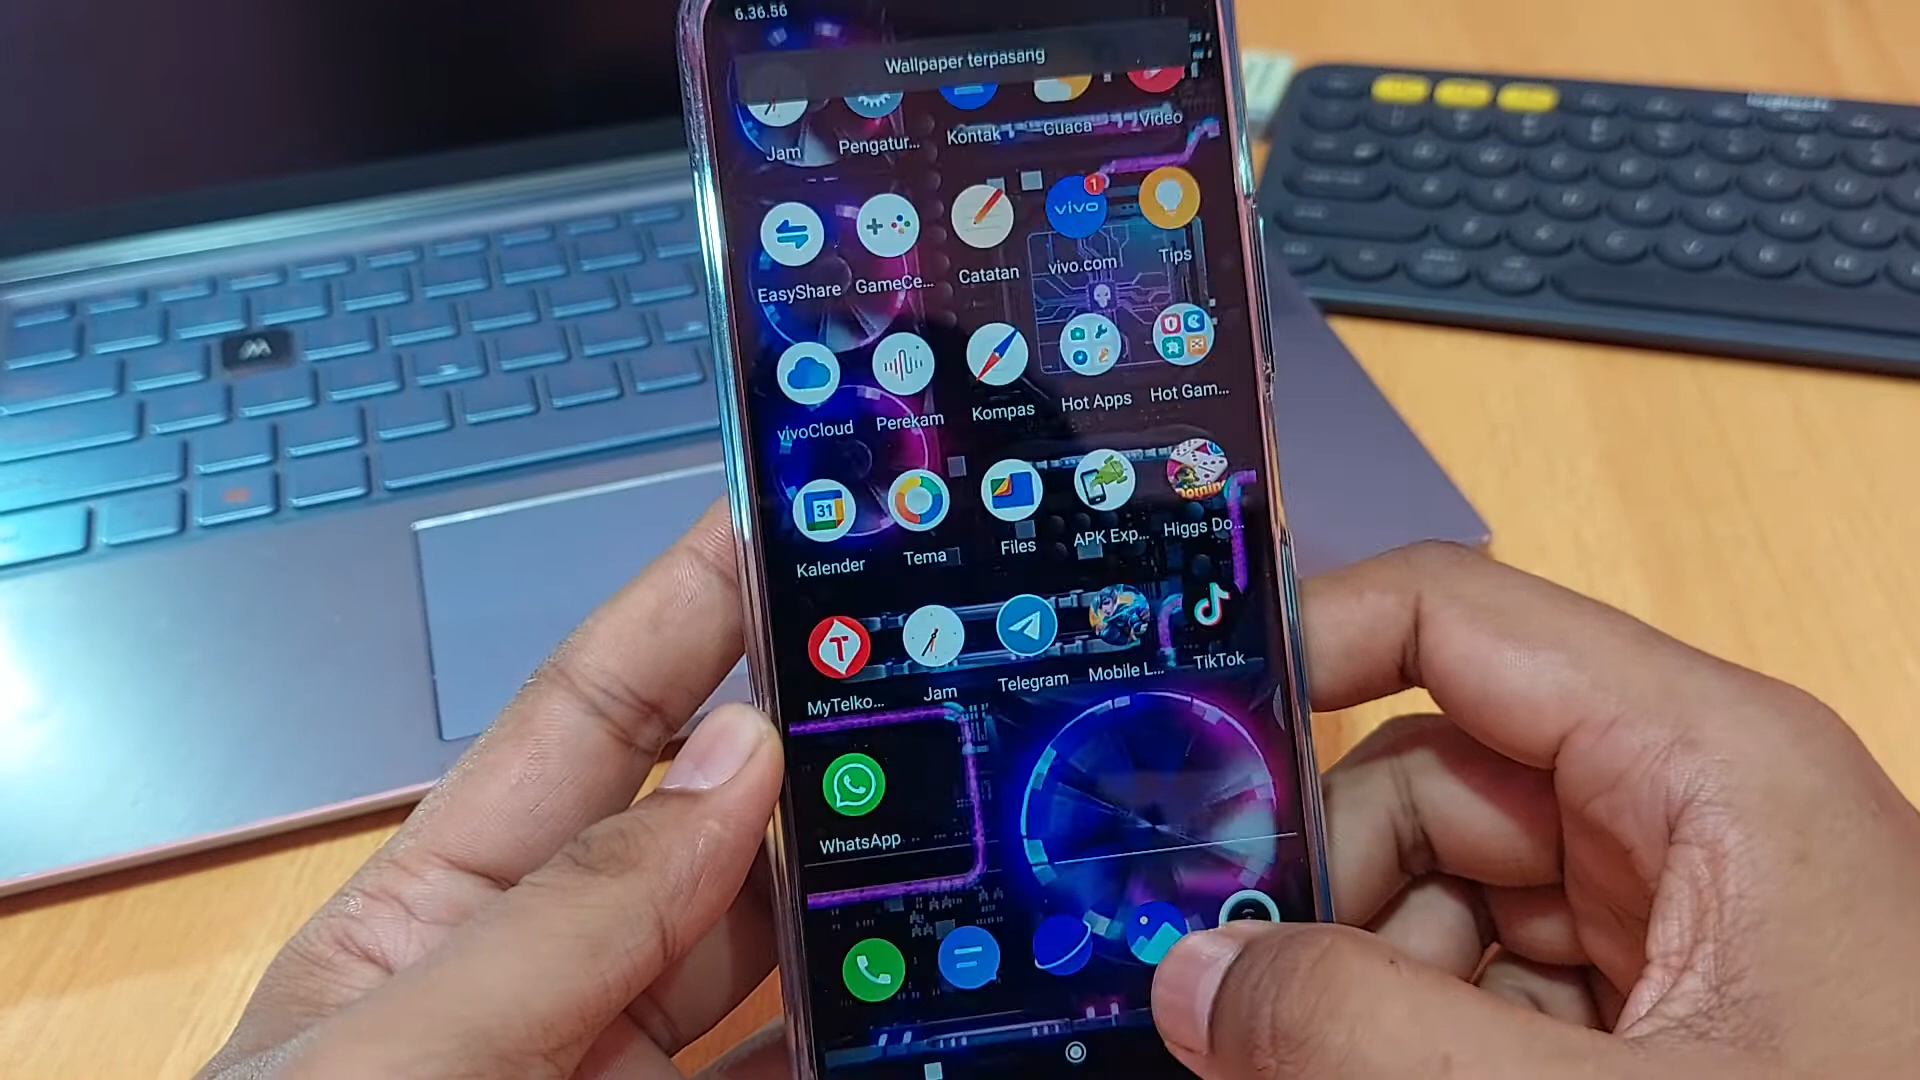 6.36.56
Wallpaper terpasang
Jam Pengatur... Kontak Cuaca Video
vivo 1
EasyShare GameCe... Catatan vivo.com Tips
vivoCloud Perekam Kompas Hot Apps Hot Gam...
31
Kalender Tema Files APK Exp... Higgs Do...
T
MyTelko... Jam Telegram Mobile L... TikTok
WhatsApp